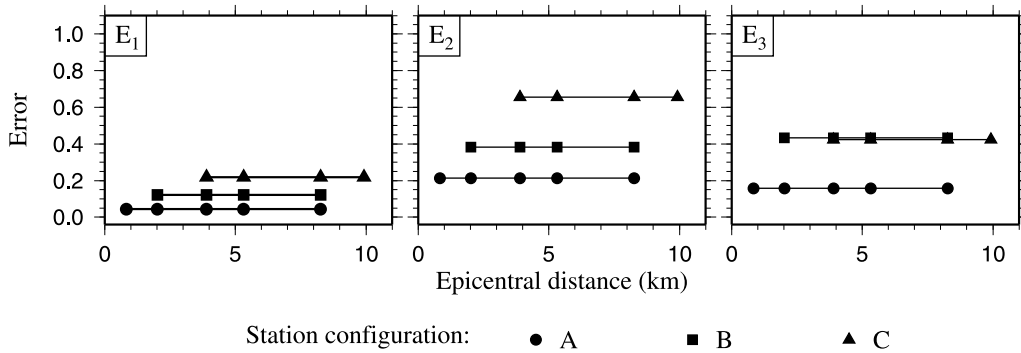 E1
E2
E3
1.0
0.8
0.6
0.4
0.2
0.0
Error
0 5 10
0 5 10
0 5 10
Epicentral distance (km)
Station configuration: A B C